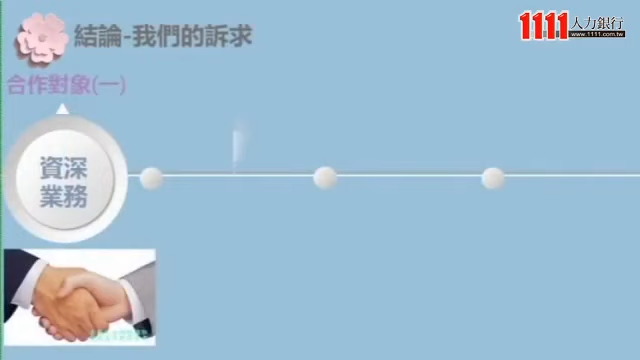 結論-我們的訴求
1111人力銀行
www.1111.com.tw
合作對象(一)
資深
業務